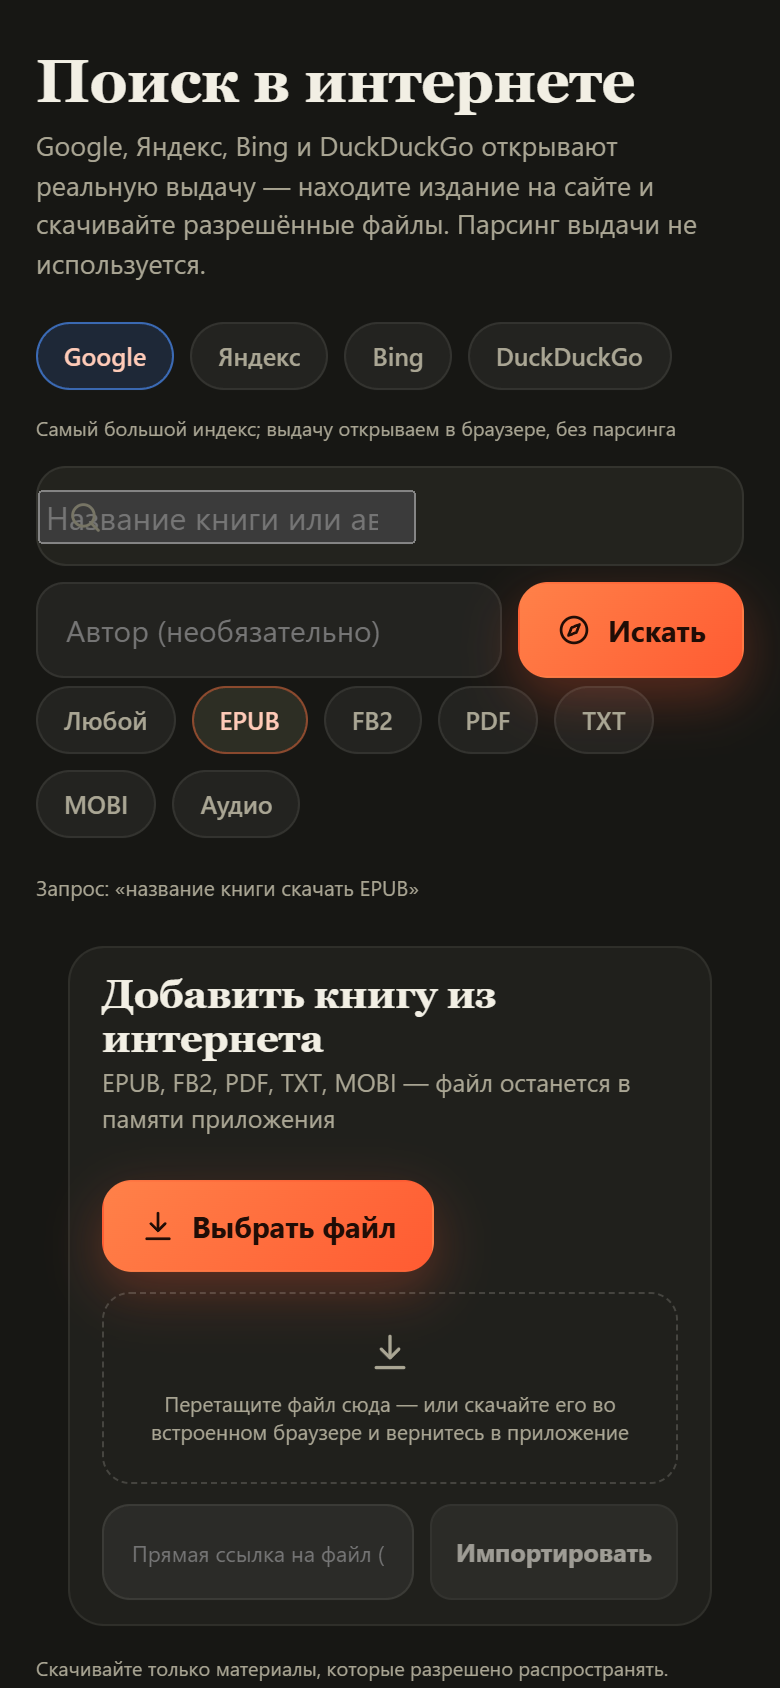 Поиск в интернете
Google, Яндекс, Bing и DuckDuckGo открывают
реальную выдачу — находите издание на сайте и
скачивайте разрешённые файлы. Парсинг выдачи не
используется.
Google Яндекс Bing DuckDuckGo
Самый большой индекс; выдачу открываем в браузере, без парсинга
Название книги или ав
Автор (необязательно) Искать
Любой EPUB FB2 PDF TXT
MOBI Аудио
Запрос: «название книги скачать EPUB»
Добавить книгу из
интернета
EPUB, FB2, PDF, TXT, MOBI — файл останется в
памяти приложения
Выбрать файл
Перетащите файл сюда — или скачайте его во
встроенном браузере и вернитесь в приложение
Прямая ссылка на файл ( Импортировать
Скачивайте только материалы, которые разрешено распространять.